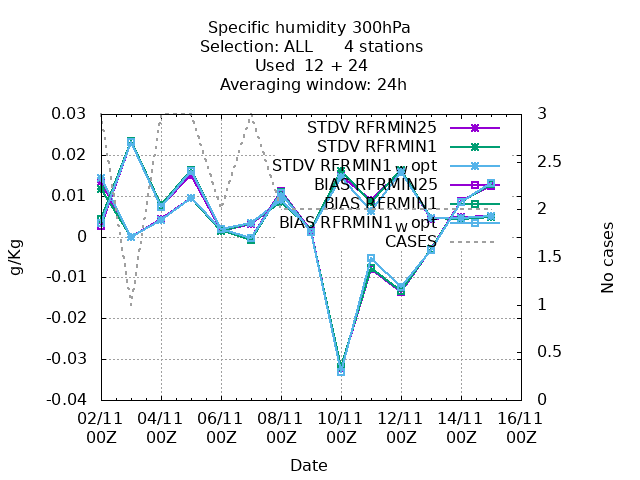 Specific humidity 300hPa
Selection: ALL 4 stations
Used 12 + 24
Averaging window: 24h
0.03
0.02
0.01
0
-0.01
-0.02
-0.03
-0.04
g/Kg
STDV RFRMIN25
STDV RFRMIN1
STDV RFRMIN1w opt
BIAS RFRMIN25
BIAS RFRMIN1
BIAS RFRMIN1w opt
CASES
3
2.5
2
1.5
1
0.5
0
No cases
02/11 04/11 06/11 08/11 10/11 12/11 14/11 16/11
00Z 00Z 00Z 00Z 00Z 00Z 00Z 00Z
Date